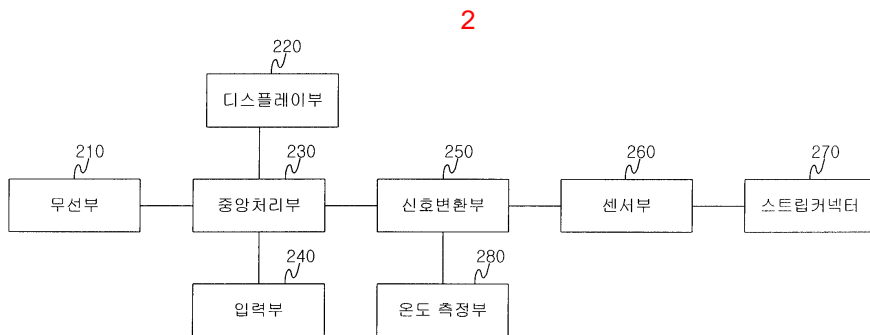 2
220
디스플레이부
210
230
250
260
270
무선부
중앙처리부
신호변환부
센서부
스트립커넥터
240
280
입력부
온도 측정부